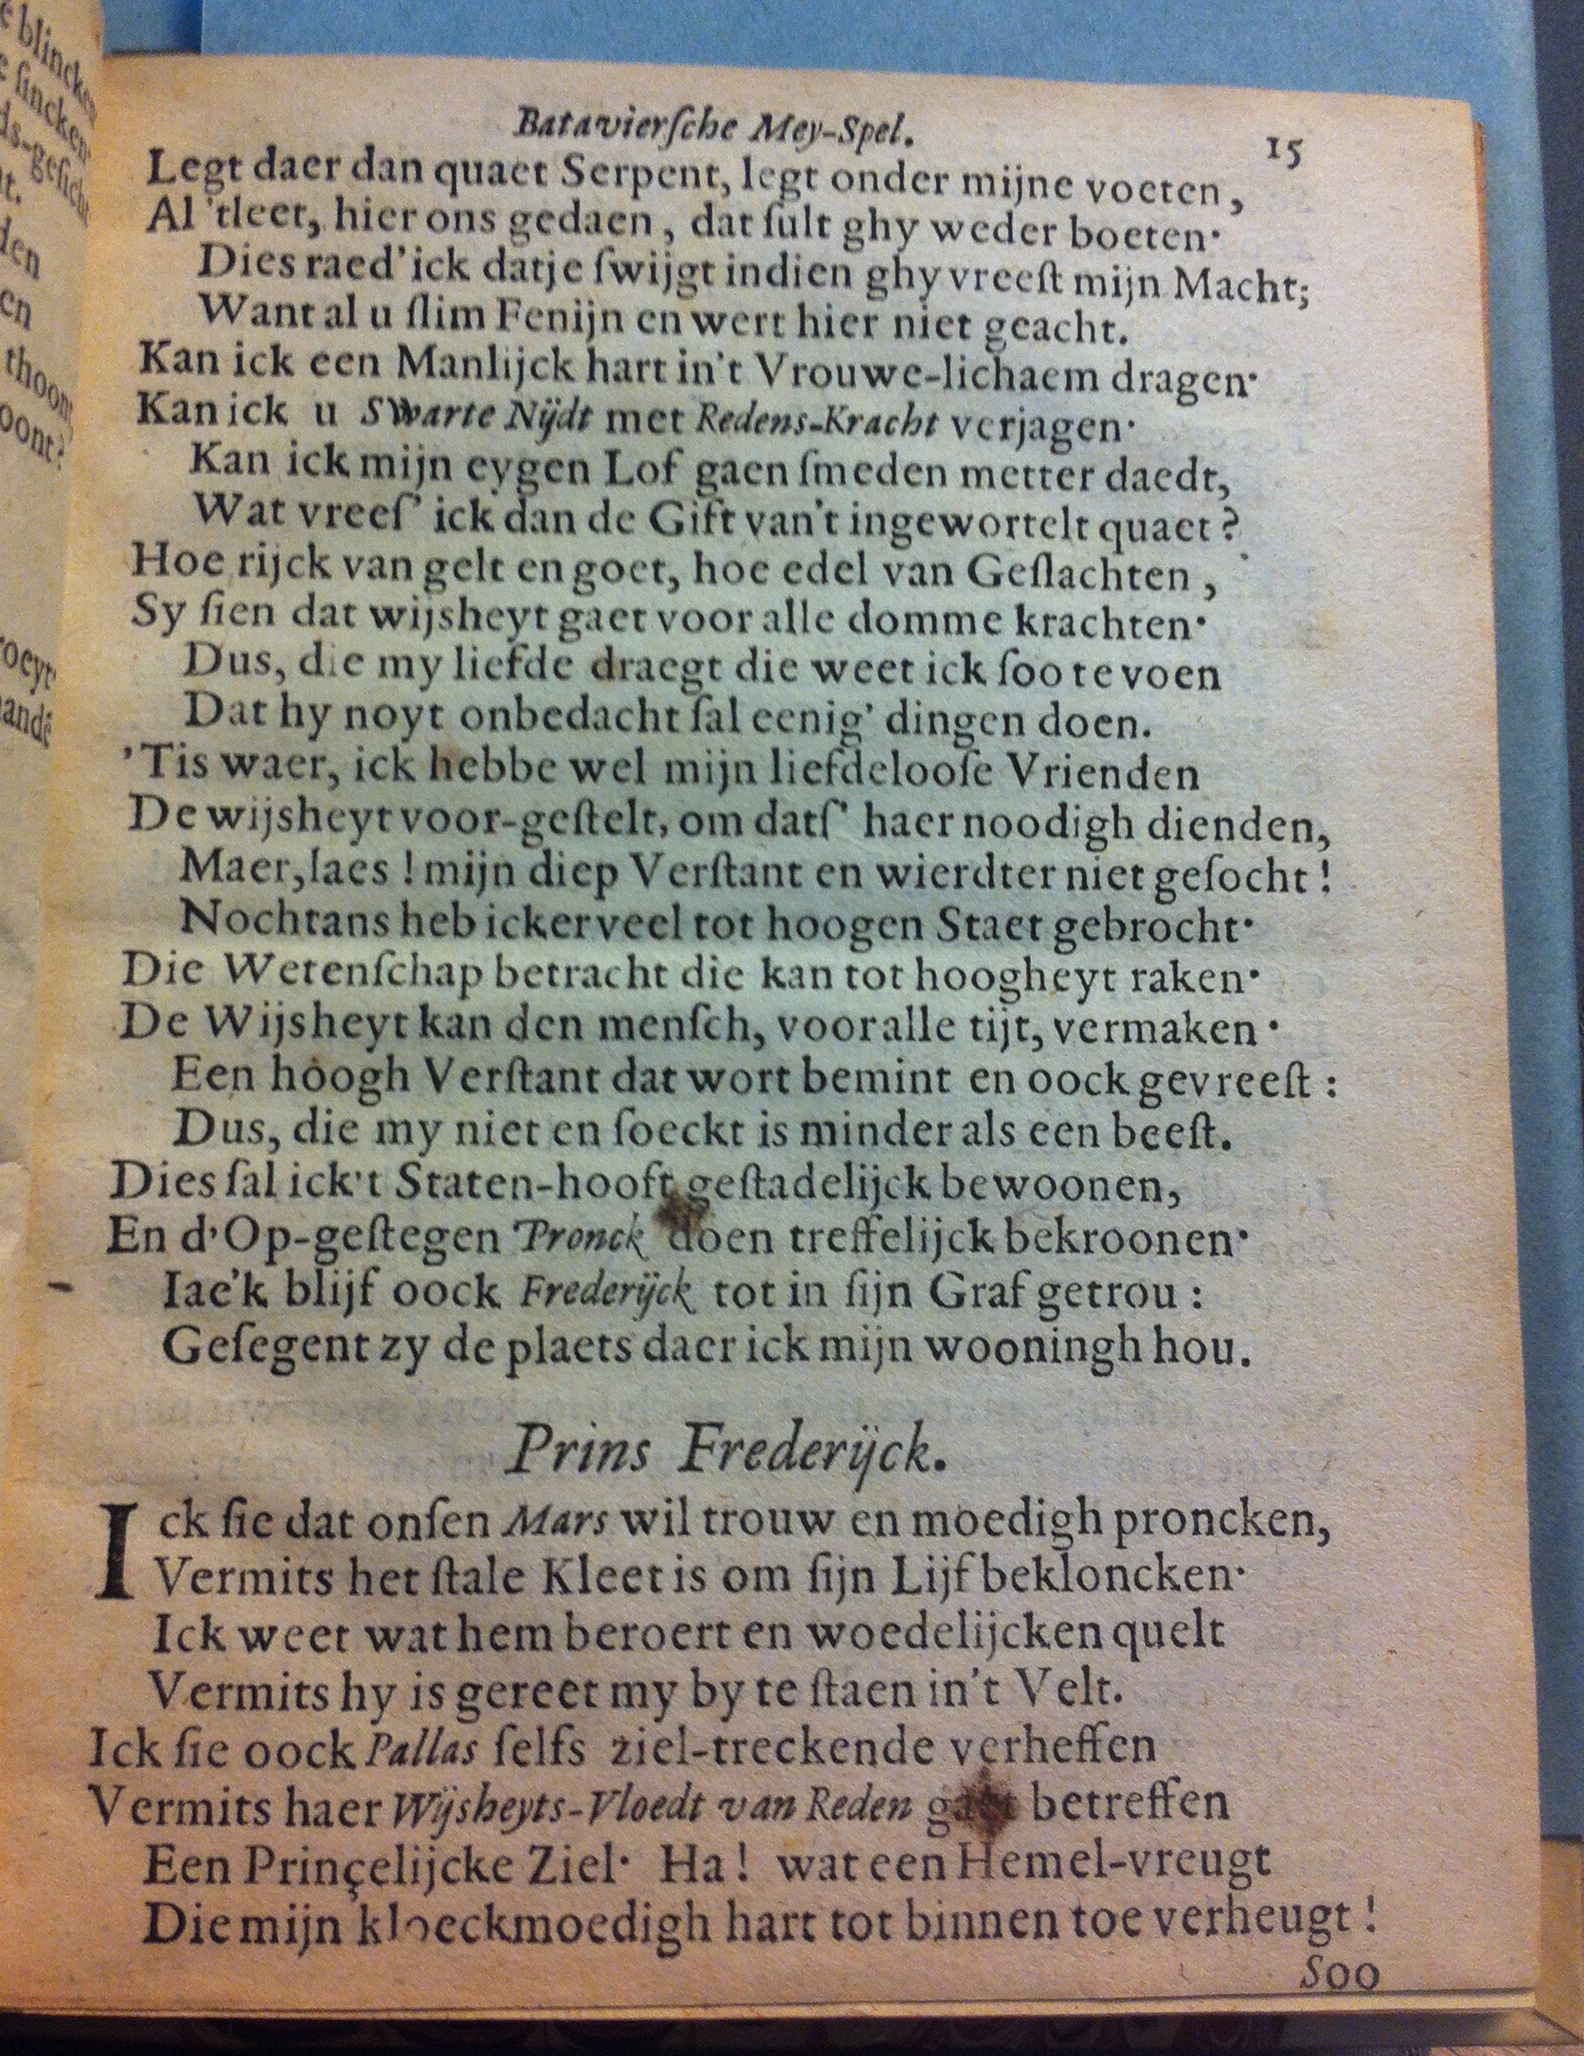 Batavierſche Mey-Spel. 15
Legt daer dan quaet Serpent, legt onder mijne voeten,
Al 'tleet, hier ons gedaen, dat ſult ghy weder boeten·
Dies raed' ick datje ſwijgt indien ghy vreeſt mijn Macht;
Want al u ſlim Fenijn en wert hier niet geacht.
Kan ick een Manlijck hart in't Vrouwe-lichaem dragen·
Kan ick u Swarte Nijdt met Redens-Kracht verjagen·
Kan ick mijn eygen Lof gaen ſmeden metter daedt,
Wat vreeſ' ick dan de Gift van't ingewortelt quaet?
Hoe rijck van gelt en goet, hoe edel van Geſlachten,
Sy ſien dat wijsheyt gaet voor alle domme krachten·
Dus, die my liefde draegt die weet ick ſoo te voen
Dat hy noyt onbedacht ſal eenig' dingen doen.
'Tis waer, ick hebbe wel mijn liefdelooſe Vrienden
De wijsheyt voor-geſtelt, om datſ' haer noodigh dienden,
Maer, laes! mijn diep Verſtant en wierdter niet geſocht!
Nochtans heb ickerveel tot hoogen Staet gebrocht·
Die Wetenſchap betracht die kan tot hoogheyt raken·
De Wijsheyt kan den menſch, voor alle tijt, vermaken·
Een hoogh Verſtant dat wort bemint en oock gevreeſt:
Dus, die my niet en ſoeckt is minder als een beeſt.
Dies ſal ick't Staten-hooft geſtadelijck bewoonen,
En d'Op-geſtegen Pronck doen treffelijck bekroonen·
Iae'k blijf oock Frederijck tot in ſijn Graf getrou:
Geſegent zy de plaets daer ick mijn wooningh hou.
Prins Frederijck.
Ick ſie dat onſen Mars wil trouw en moedigh proncken,
Vermits het ſtale Kleet is om ſijn Lijf bekloncken·
Ick weet wat hem beroert en woedelijcken quelt
Vermits hy is gereet my by te ſtaen in't Velt.
Ick ſie oock Pallas ſelfs ziel-treckende verheffen
Vermits haer Wijsheyts-Vloedt van Reden gaet betreffen
Een Prinçelijcke Ziel· Ha! wat een Hemel-vreugt
Die mijn kloeckmoedigh hart tot binnen toe verheugt!
Soo